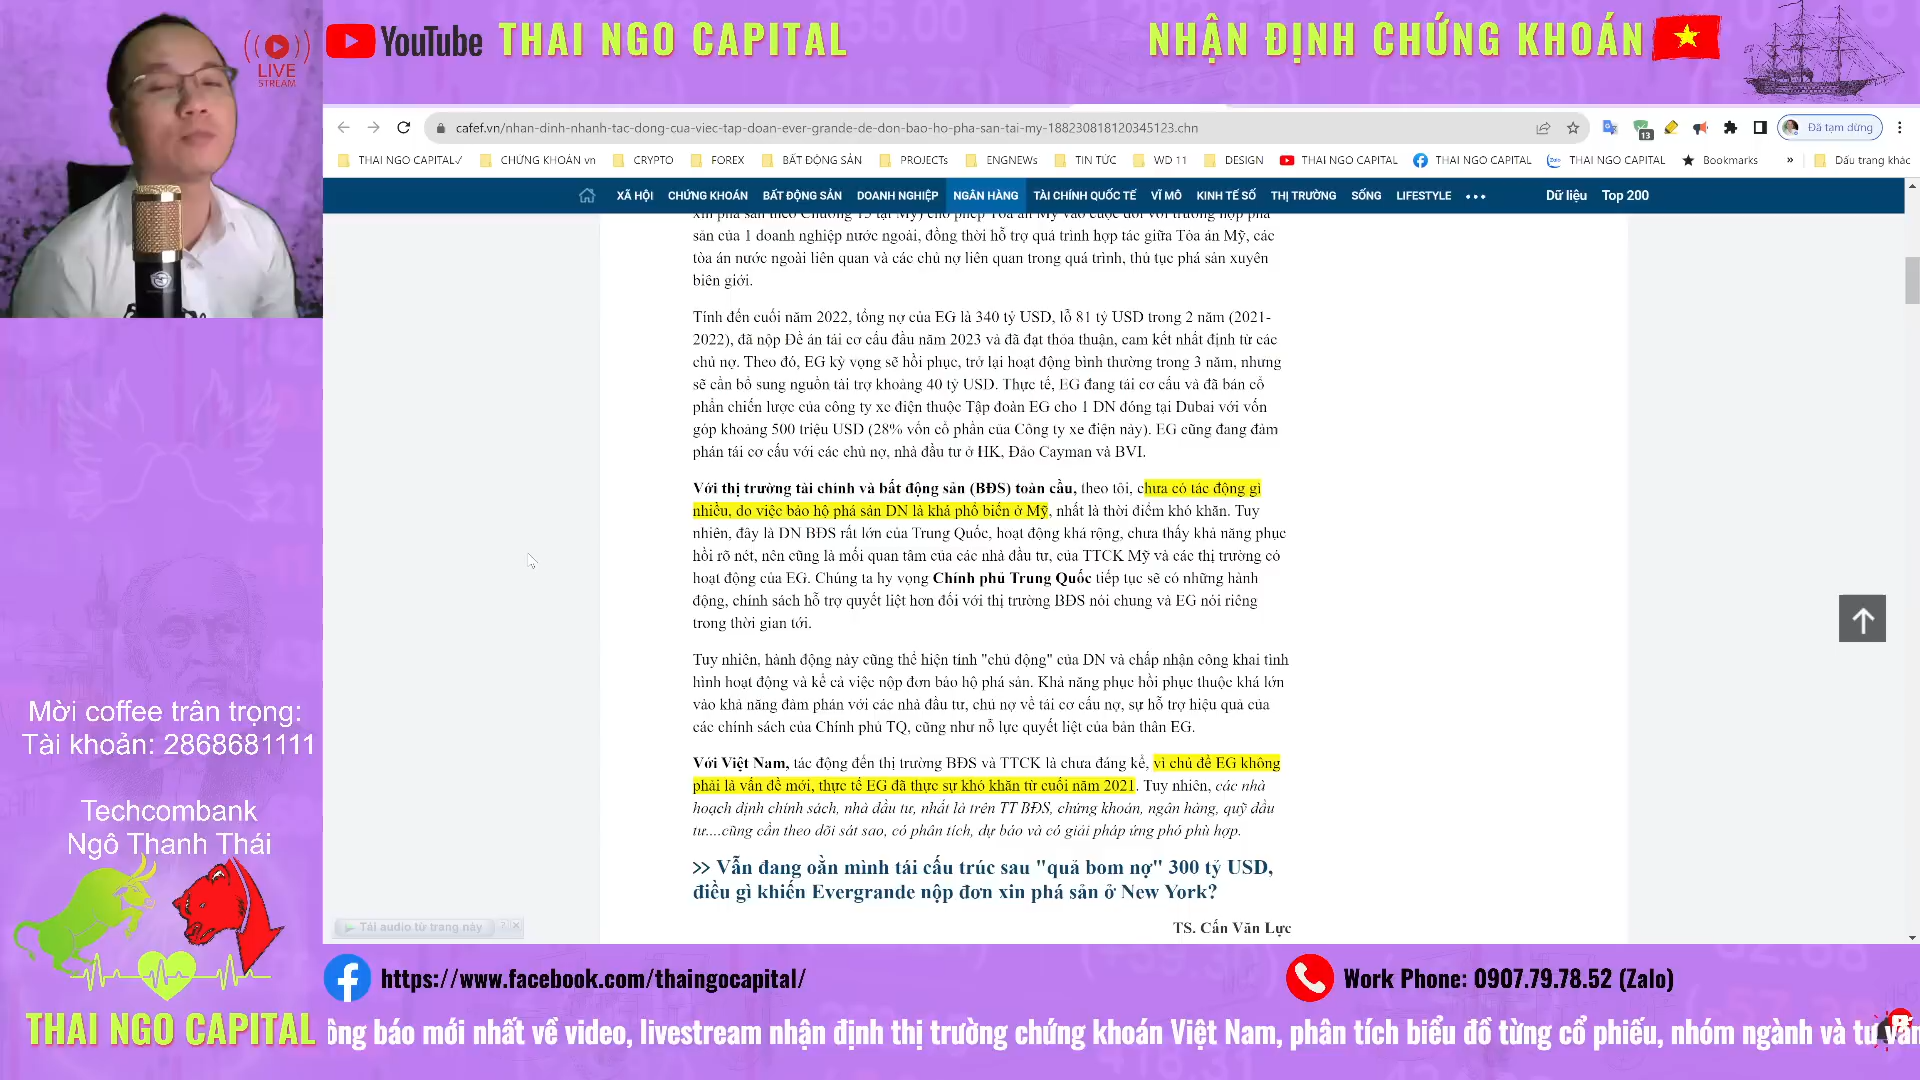 LIVE
STREAM
YouTube THAI NGO CAPITAL
NHẬN ĐỊNH CHỨNG KHOÁN
cafef.vn/nhan-dinh-nhanh-tac-dong-cua-viec-tap-doan-ever-grande-de-don-bao-ho-pha-san-tai-my-188230818120345123.chn
13
Đã tạm dừng
THAI NGO CAPITAL✓ CHỨNG KHOÁN vn CRYPTO FOREX BẤT ĐỘNG SẢN PROJECTs ENGNEWs TIN TỨC WD 11 DESIGN THAI NGO CAPITAL THAI NGO CAPITAL THAI NGO CAPITAL Bookmarks » Dấu trang khác
XÃ HỘI CHỨNG KHOÁN BẤT ĐỘNG SẢN DOANH NGHIỆP NGÂN HÀNG TÀI CHÍNH QUỐC TẾ VĨ MÔ KINH TẾ SỐ THỊ TRƯỜNG SỐNG LIFESTYLE ••• Dữ liệu Top 200
xin phá sản theo Chương 15 tại Mỹ) cho phép Tòa án Mỹ vào cuộc đối với trường hợp phá
sản của 1 doanh nghiệp nước ngoài, đồng thời hỗ trợ quá trình hợp tác giữa Tòa án Mỹ, các
tòa án nước ngoài liên quan và các chủ nợ liên quan trong quá trình, thủ tục phá sản xuyên
biên giới.
Tính đến cuối năm 2022, tổng nợ của EG là 340 tỷ USD, lỗ 81 tỷ USD trong 2 năm (2021-
2022), đã nộp Đề án tái cơ cấu đầu năm 2023 và đã đạt thỏa thuận, cam kết nhất định từ các
chủ nợ. Theo đó, EG kỳ vọng sẽ hồi phục, trở lại hoạt động bình thường trong 3 năm, nhưng
sẽ cần bổ sung nguồn tài trợ khoảng 40 tỷ USD. Thực tế, EG đang tái cơ cấu và đã bán cổ
phần chiến lược của công ty xe điện thuộc Tập đoàn EG cho 1 DN đóng tại Dubai với vốn
góp khoảng 500 triệu USD (28% vốn cổ phần của Công ty xe điện này). EG cũng đang đàm
phán tái cơ cấu với các chủ nợ, nhà đầu tư ở HK, Đảo Cayman và BVI.
Với thị trường tài chính và bất động sản (BĐS) toàn cầu, theo tôi, chưa có tác động gì
nhiều, do việc bảo hộ phá sản DN là khá phổ biến ở Mỹ, nhất là thời điểm khó khăn. Tuy
nhiên, đây là DN BĐS rất lớn của Trung Quốc, hoạt động khá rộng, chưa thấy khả năng phục
hồi rõ nét, nên cũng là mối quan tâm của các nhà đầu tư, của TTCK Mỹ và các thị trường có
hoạt động của EG. Chúng ta hy vọng Chính phủ Trung Quốc tiếp tục sẽ có những hành
động, chính sách hỗ trợ quyết liệt hơn đối với thị trường BĐS nói chung và EG nói riêng
trong thời gian tới.
Tuy nhiên, hành động này cũng thể hiện tính "chủ động" của DN và chấp nhận công khai tình
hình hoạt động và kể cả việc nộp đơn bảo hộ phá sản. Khả năng phục hồi phục thuộc khá lớn
vào khả năng đàm phán với các nhà đầu tư, chủ nợ về tái cơ cấu nợ, sự hỗ trợ hiệu quả của
các chính sách của Chính phủ TQ, cũng như nỗ lực quyết liệt của bản thân EG.
Với Việt Nam, tác động đến thị trường BĐS và TTCK là chưa đáng kể, vì chủ đề EG không
phải là vấn đề mới, thực tế EG đã thực sự khó khăn từ cuối năm 2021. Tuy nhiên, các nhà
hoạch định chính sách, nhà đầu tư, nhất là trên TT BĐS, chứng khoán, ngân hàng, quỹ đầu
tư....cũng cần theo dõi sát sao, có phân tích, dự báo và có giải pháp ứng phó phù hợp.
>> Vẫn đang oằn mình tái cấu trúc sau "quả bom nợ" 300 tỷ USD,
điều gì khiến Evergrande nộp đơn xin phá sản ở New York?
TS. Cấn Văn Lực
Tải audio từ trang này ? ×
Mời coffee trân trọng:
Tài khoản: 2868681111
Techcombank
Ngô Thanh Thái
THAI NGO CAPITAL
https://www.facebook.com/thaingocapital/
Work Phone: 0907.79.78.52 (Zalo)
ông báo mới nhất về video, livestream nhận định thị trường chứng khoán Việt Nam, phân tích biểu đồ từng cổ phiếu, nhóm ngành và tư vấn